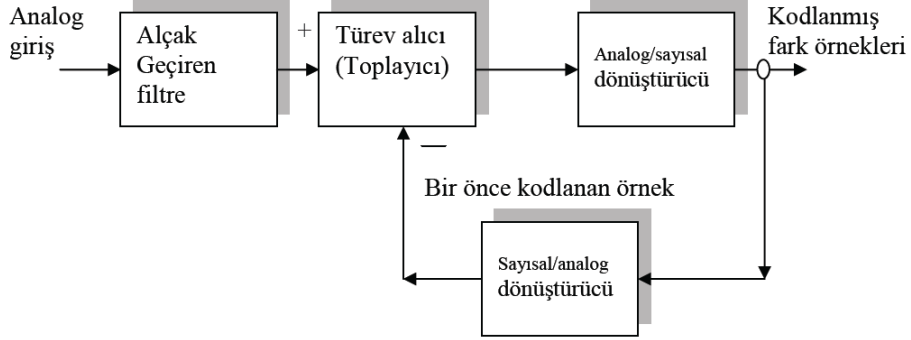 Analog
giriş
Alçak
Geçiren
filtre
+
Türev alıcı
(Toplayıcı)
Analog/sayısal
dönüştürücü
Kodlanmış
fark örnekleri
—
Bir önce kodlanan örnek
Sayısal/analog
dönüştürücü